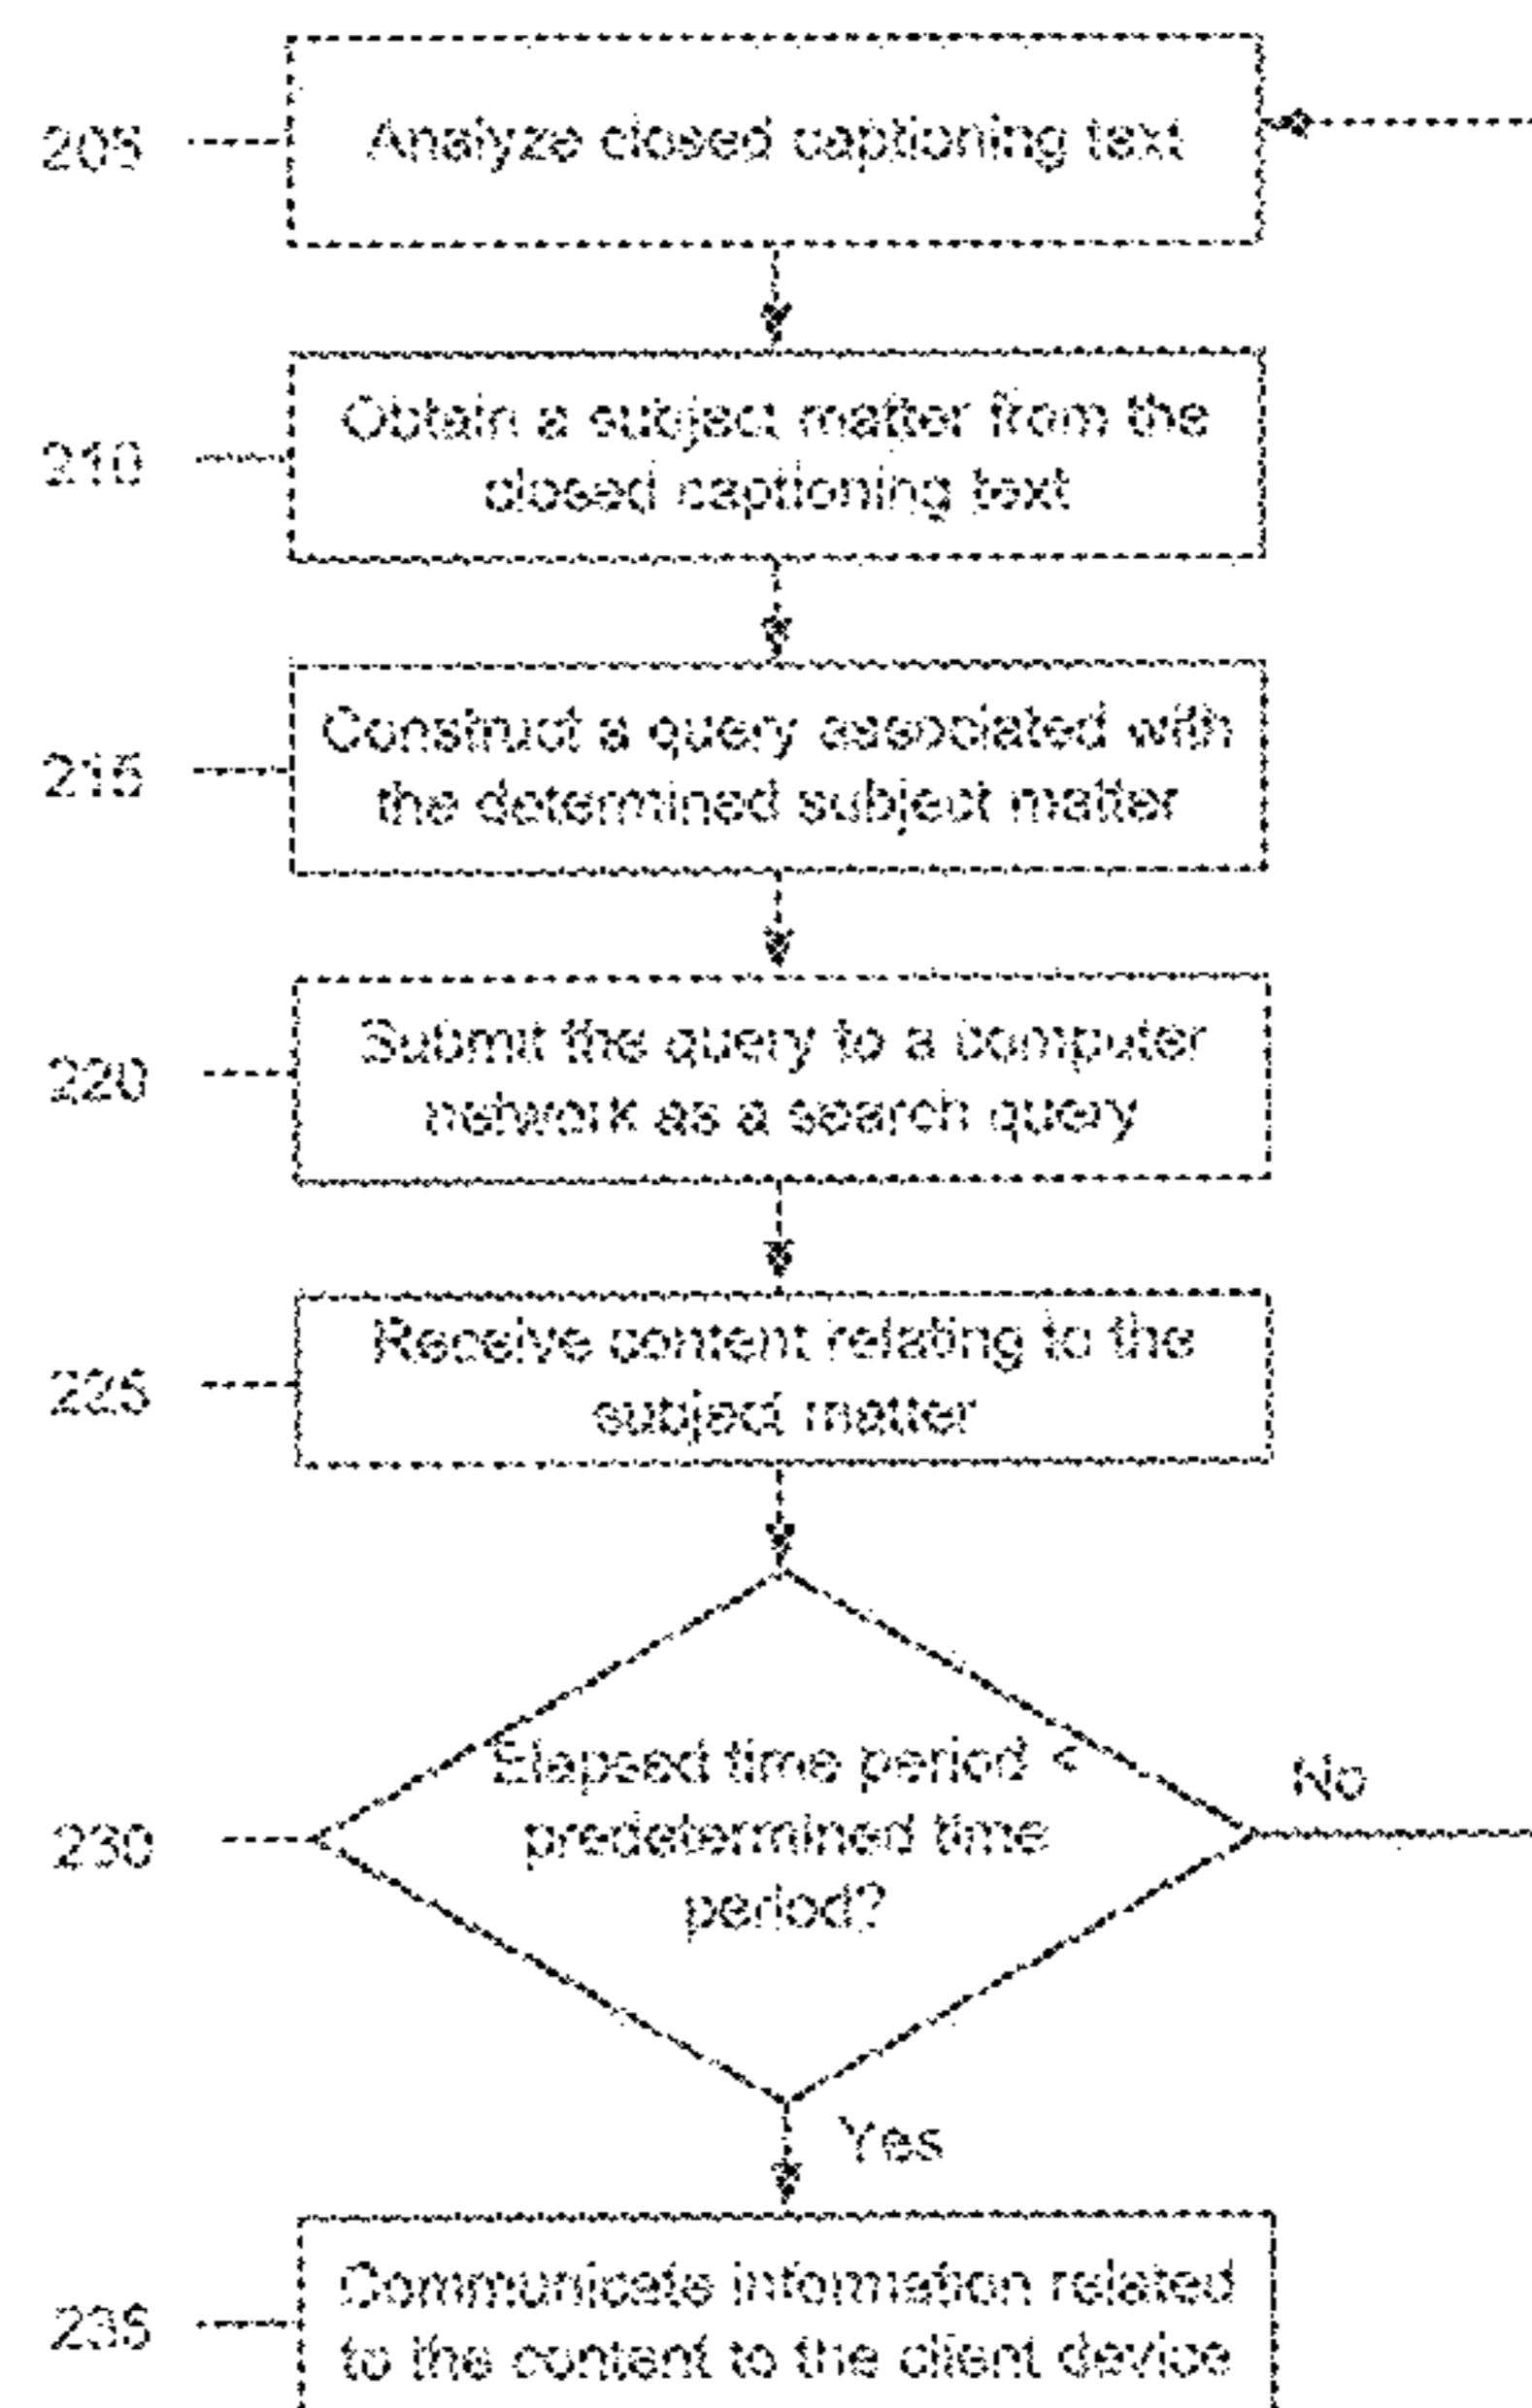 205
Analyze closed captioning text
210
Obtain a subject matter from the
closed captioning text
215
Construct a query associated with
the determined subject matter
220
Submit the query to a computer
network as a search query
225
Receive content relating to the
subject matter
230
Elapsed time period <
predetermined time
period?
No
Yes
235
Communicate information related
to the content to the client device